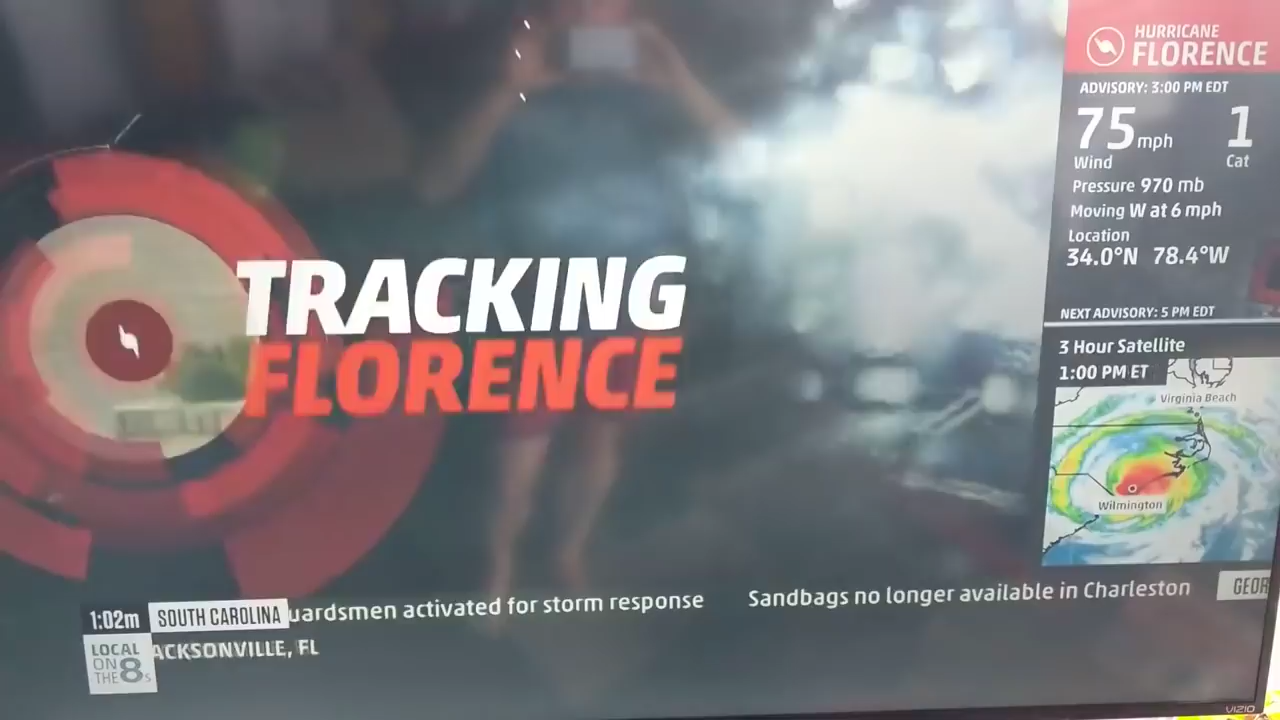 TRACKING
FLORENCE
HURRICANE
FLORENCE
ADVISORY: 3:00 PM EDT
75 mph 1
Wind Cat
Pressure 970 mb
Moving W at 6 mph
Location
34.0°N 78.4°W
NEXT ADVISORY: 5 PM EDT
3 Hour Satellite
1:00 PM ET
Virginia Beach
Wilmington
1:02m SOUTH CAROLINA uardsmen activated for storm response Sandbags no longer available in Charleston GEOR
LOCAL
ON
THE 8s
ACKSONVILLE, FL
VIZIO